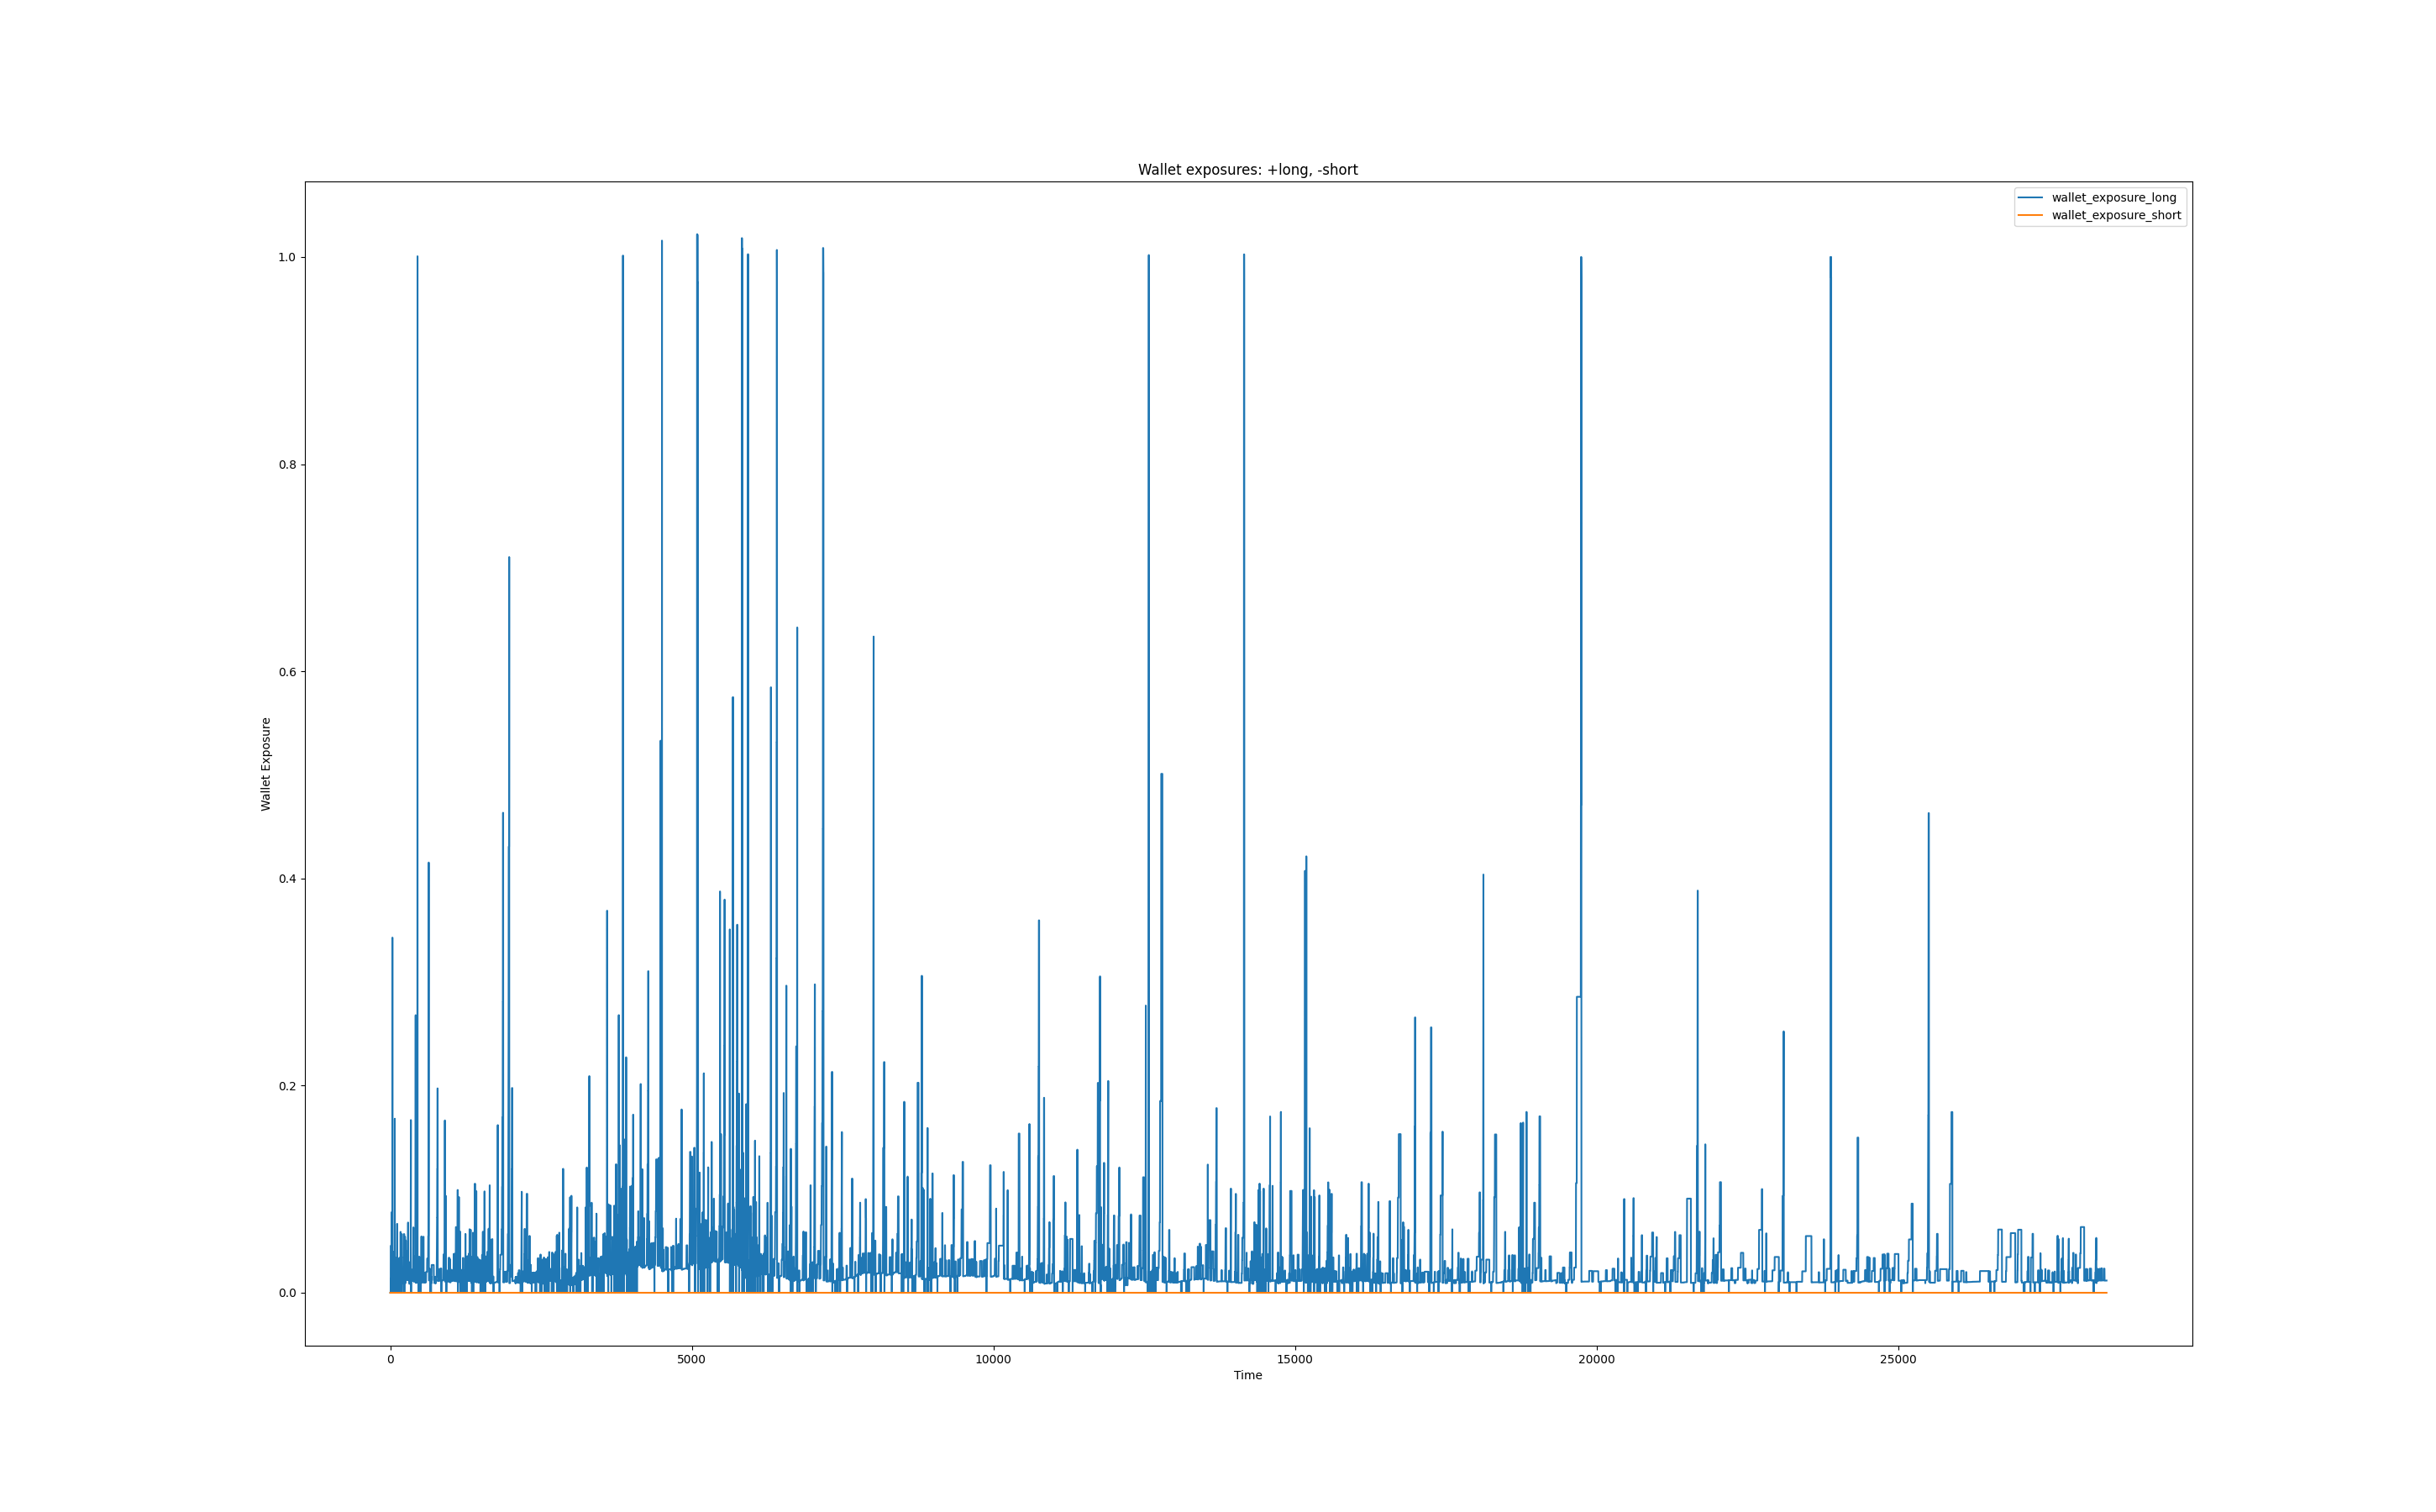 Wallet exposures: +long, -short
wallet_exposure_long
wallet_exposure_short
1.0
0.8
0.6
0.4
0.2
0.0
Wallet Exposure
0 5000 10000 15000 20000 25000
Time